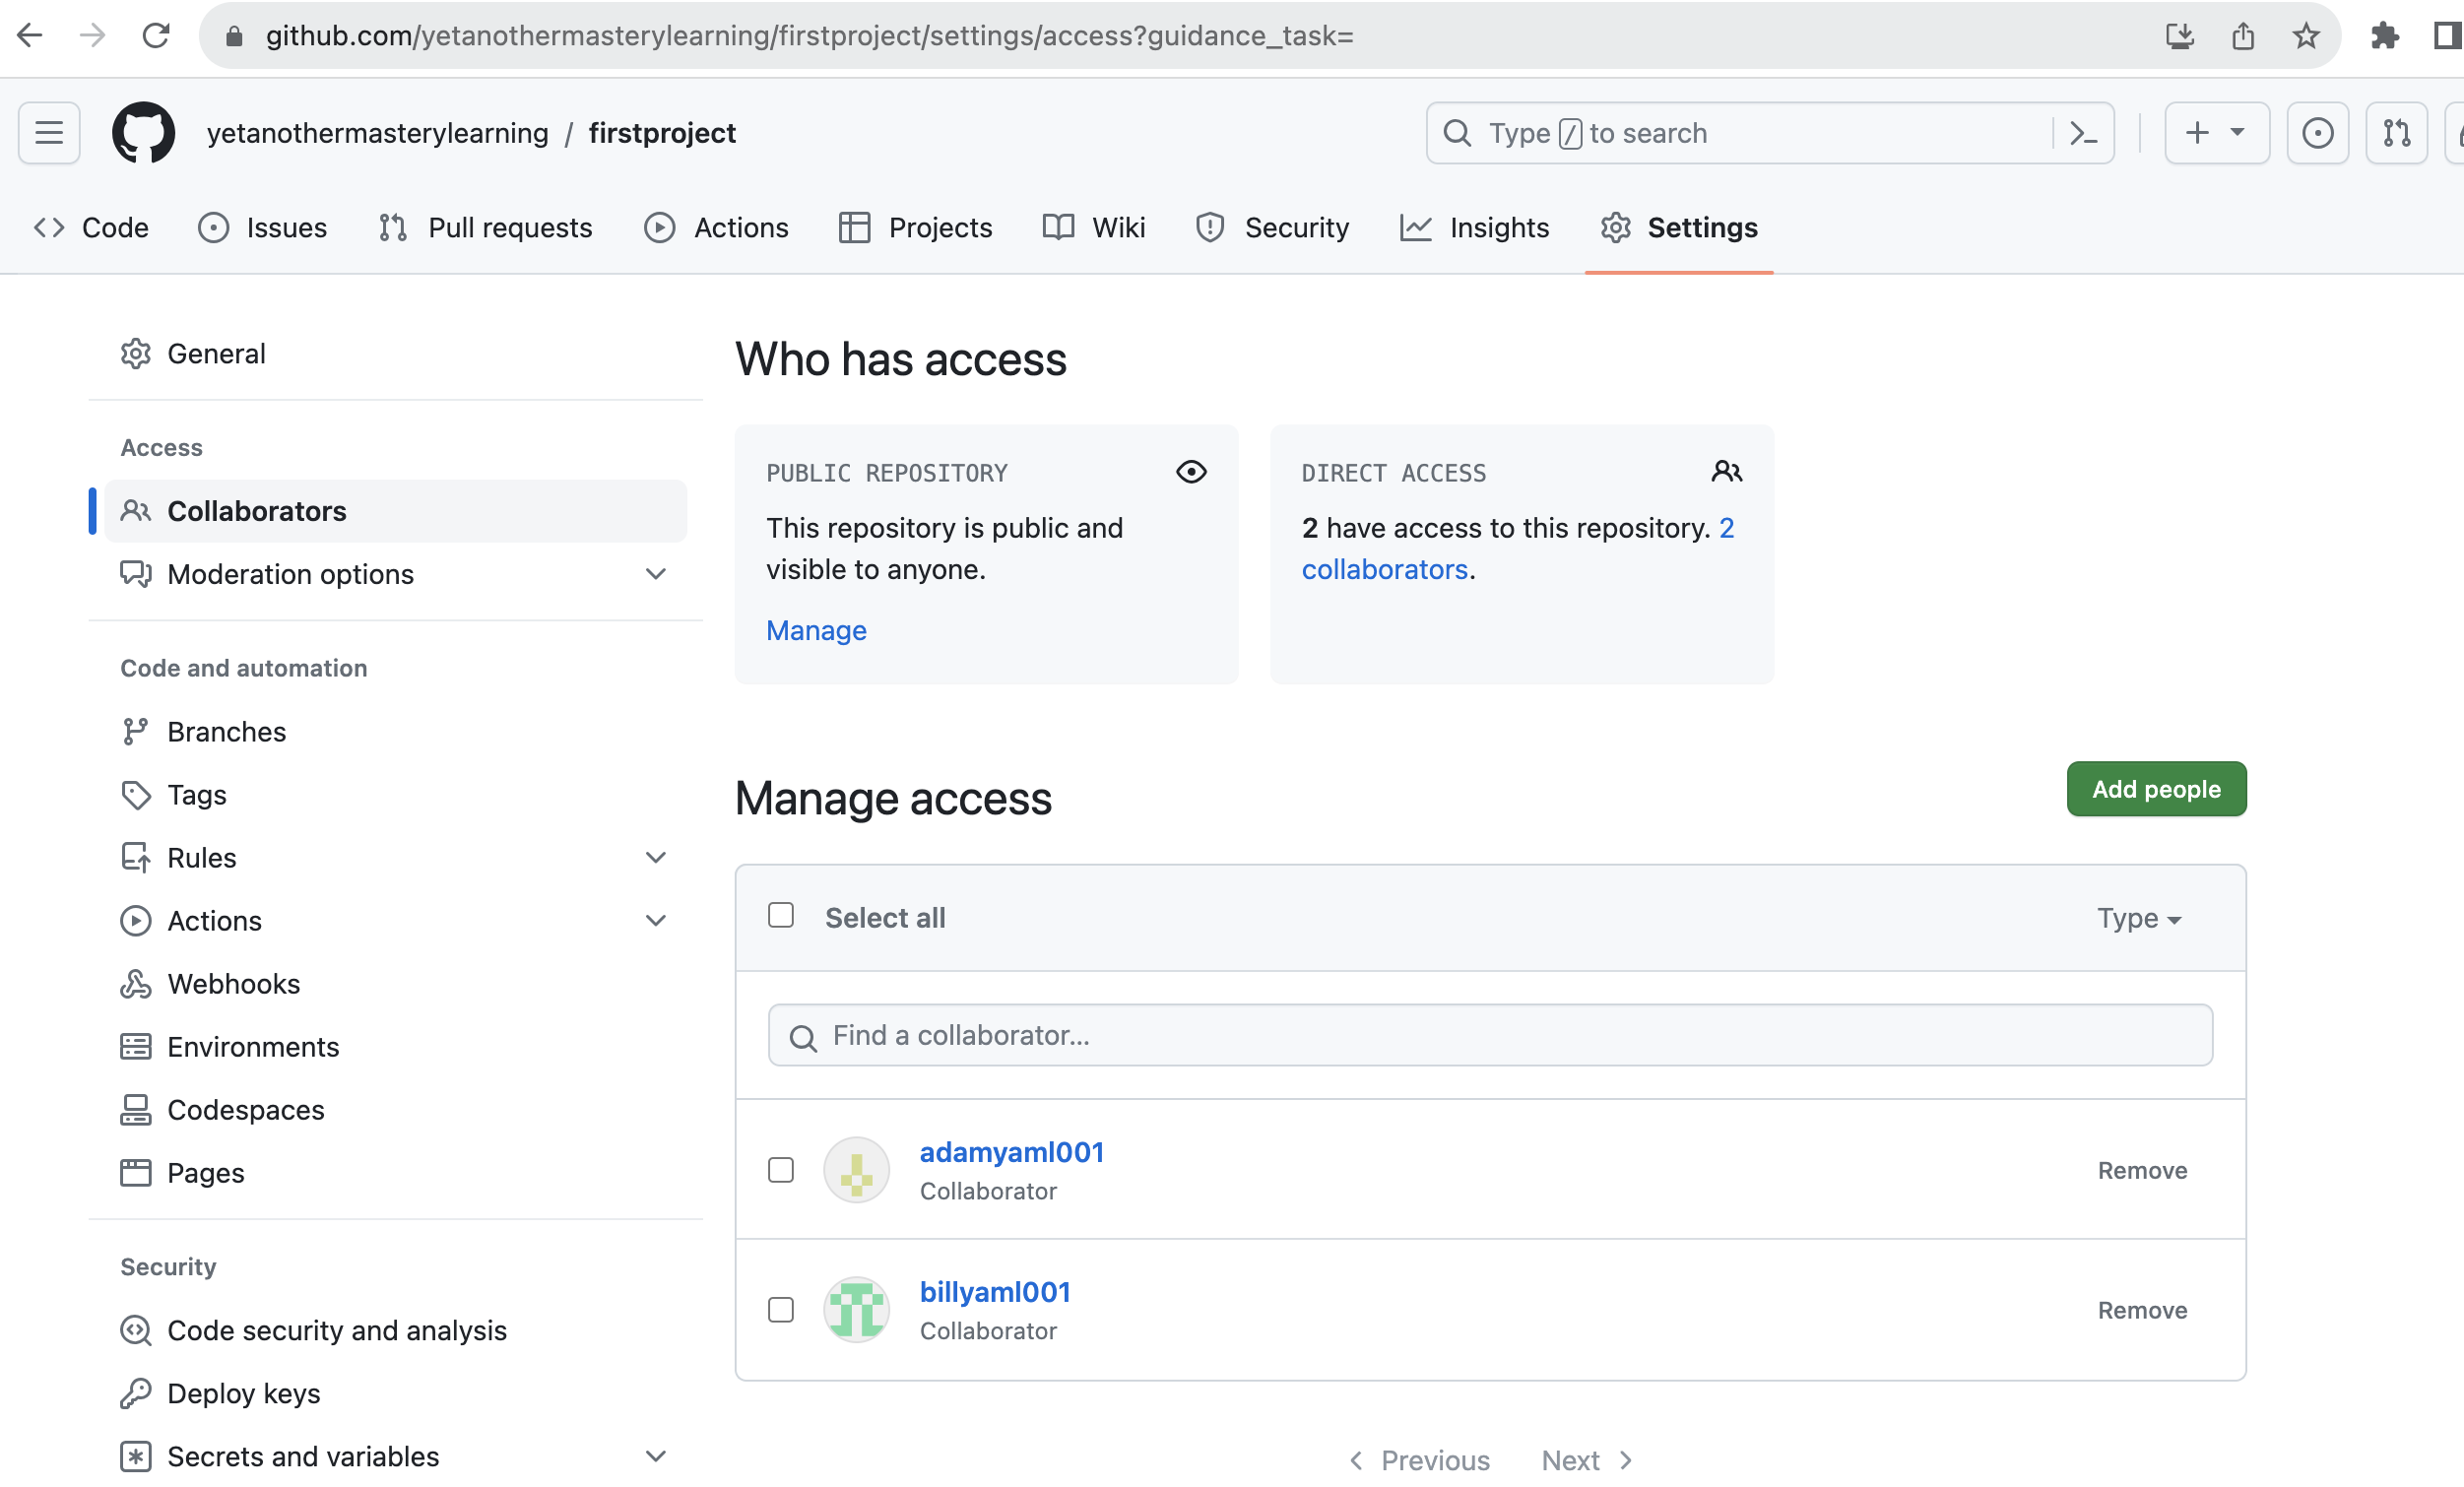 github.com/yetanothermasterylearning/firstproject/settings/access?guidance_task=
yetanothermasterylearning / firstproject
Type / to search
Code Issues Pull requests Actions Projects Wiki Security Insights Settings
General
Access
Collaborators
Moderation options
Code and automation
Branches
Tags
Rules
Actions
Webhooks
Environments
Codespaces
Pages
Security
Code security and analysis
Deploy keys
Secrets and variables
Who has access
PUBLIC REPOSITORY
This repository is public and
visible to anyone.
Manage
DIRECT ACCESS
2 have access to this repository. 2
collaborators.
Manage access
Add people
Select all
Type
Find a collaborator...
adamyaml001
Collaborator
Remove
billyaml001
Collaborator
Remove
Previous Next